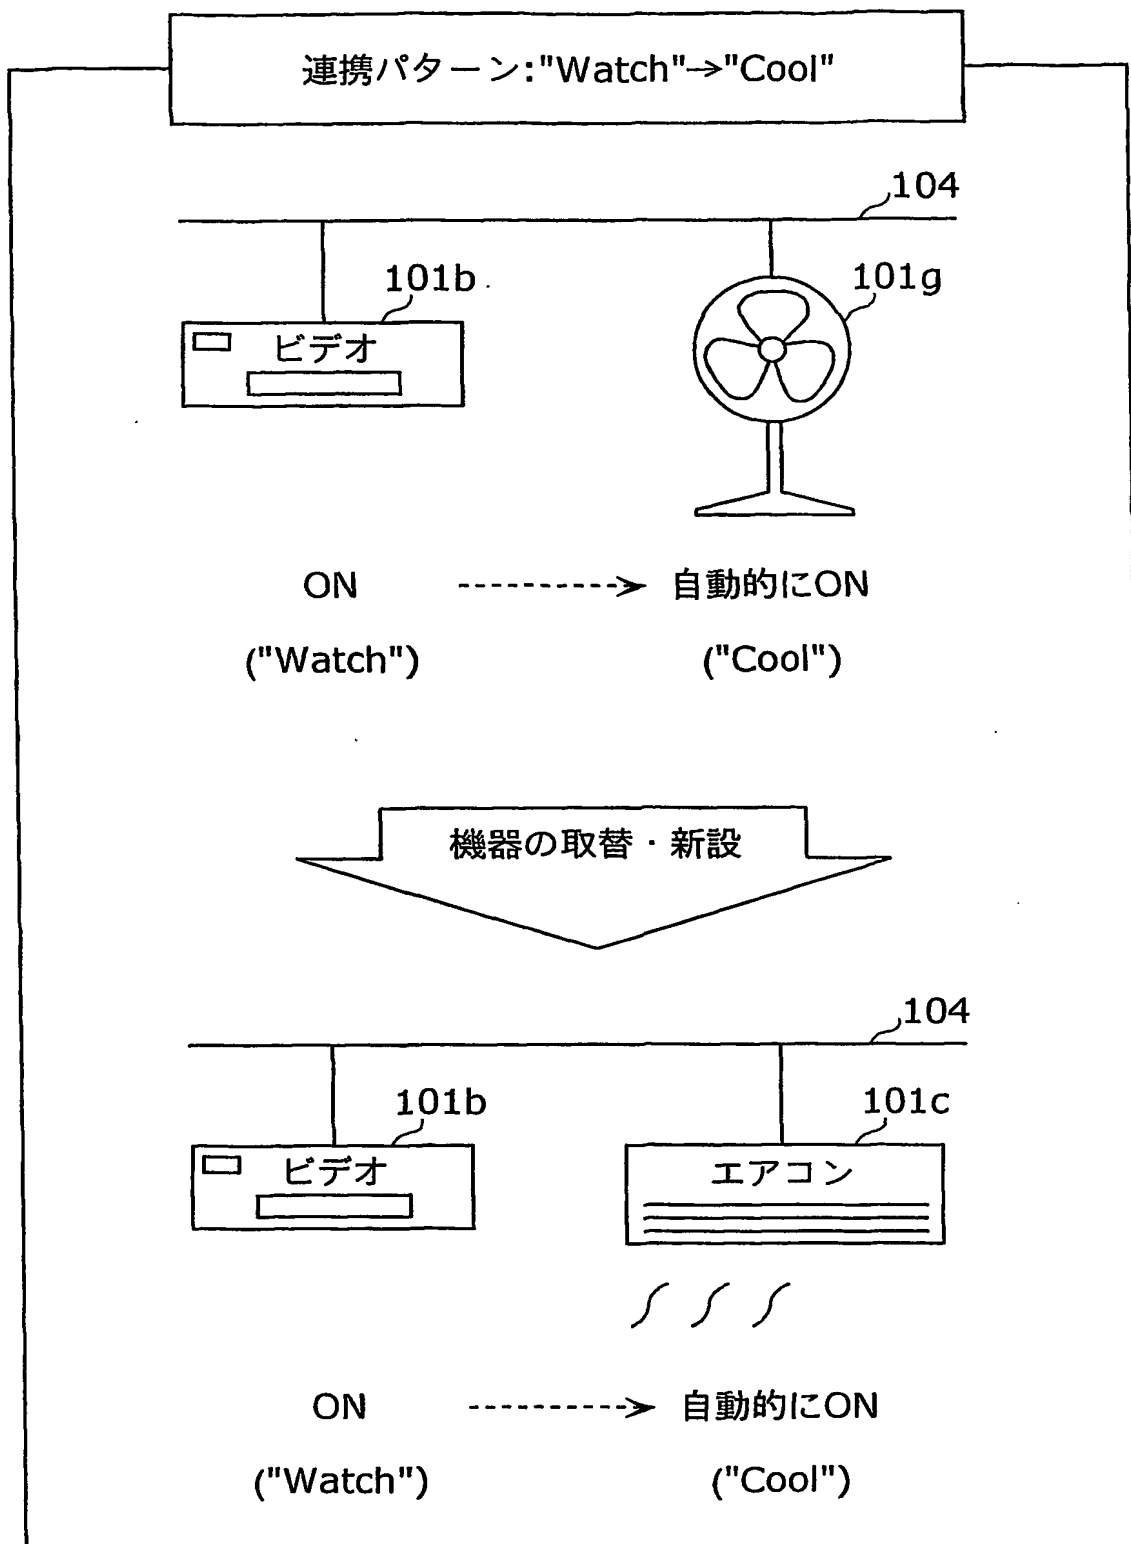 連携パターン:"Watch"→"Cool"
104
101b
101g
ビデオ
ON
自動的にON
("Watch")
("Cool")
機器の取替・新設
104
101b
101c
ビデオ
エアコン
ON
自動的にON
("Watch")
("Cool")